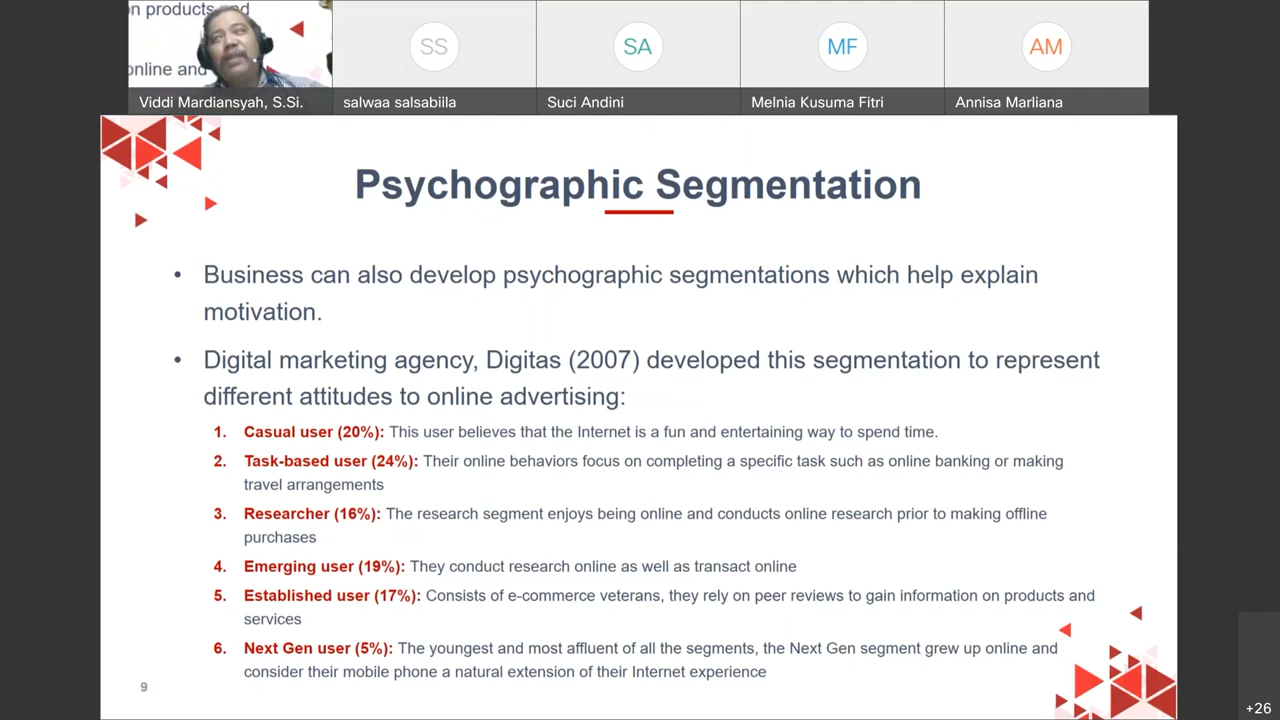 on products and
online and
SS
SA
MF
AM
Viddi Mardiansyah, S.Si.
salwaa salsabiila
Suci Andini
Melnia Kusuma Fitri
Annisa Marliana
Psychographic Segmentation
• Business can also develop psychographic segmentations which help explain
motivation.
• Digital marketing agency, Digitas (2007) developed this segmentation to represent
different attitudes to online advertising:
1. Casual user (20%): This user believes that the Internet is a fun and entertaining way to spend time.
2. Task-based user (24%): Their online behaviors focus on completing a specific task such as online banking or making
travel arrangements
3. Researcher (16%): The research segment enjoys being online and conducts online research prior to making offline
purchases
4. Emerging user (19%): They conduct research online as well as transact online
5. Established user (17%): Consists of e-commerce veterans, they rely on peer reviews to gain information on products and
services
6. Next Gen user (5%): The youngest and most affluent of all the segments, the Next Gen segment grew up online and
consider their mobile phone a natural extension of their Internet experience
9
+26